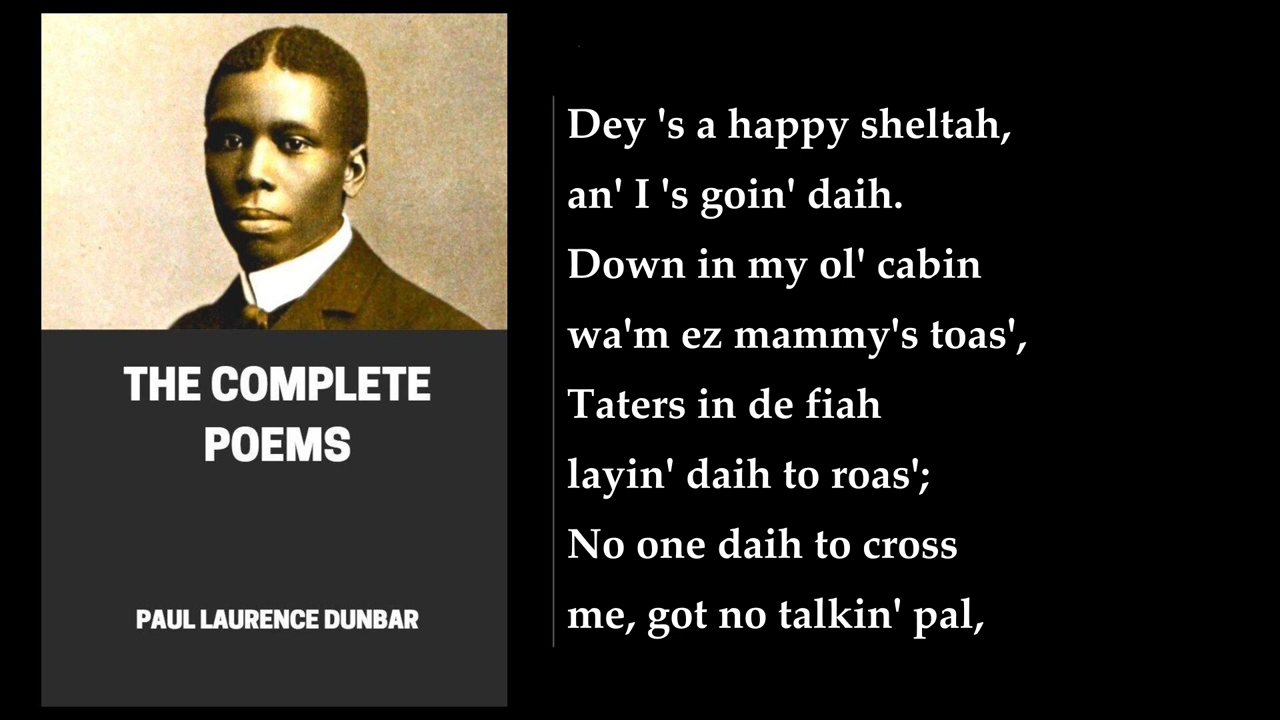 THE COMPLETE
POEMS
PAUL LAURENCE DUNBAR
Dey 's a happy sheltah,
an' I 's goin' daih.
Down in my ol' cabin
wa'm ez mammy's toas',
Taters in de fiah
layin' daih to roas';
No one daih to cross
me, got no talkin' pal,